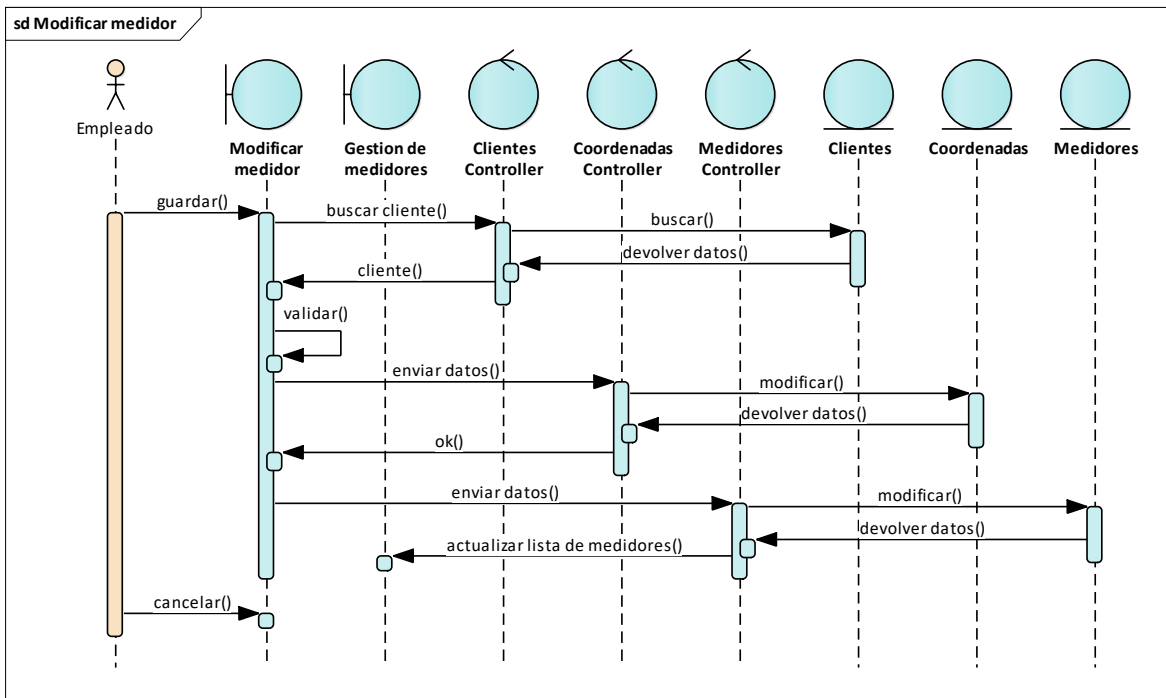 sd Modificar medidor
Empleado
Modificar
medidor
Gestion de
medidores
Clientes
Controller
Coordenadas
Controller
Medidores
Controller
Clientes
Coordenadas
Medidores
guardar()
buscar cliente()
buscar()
devolver datos()
cliente()
validar()
enviar datos()
modificar()
devolver datos()
ok()
enviar datos()
modificar()
devolver datos()
actualizar lista de medidores()
cancelar()